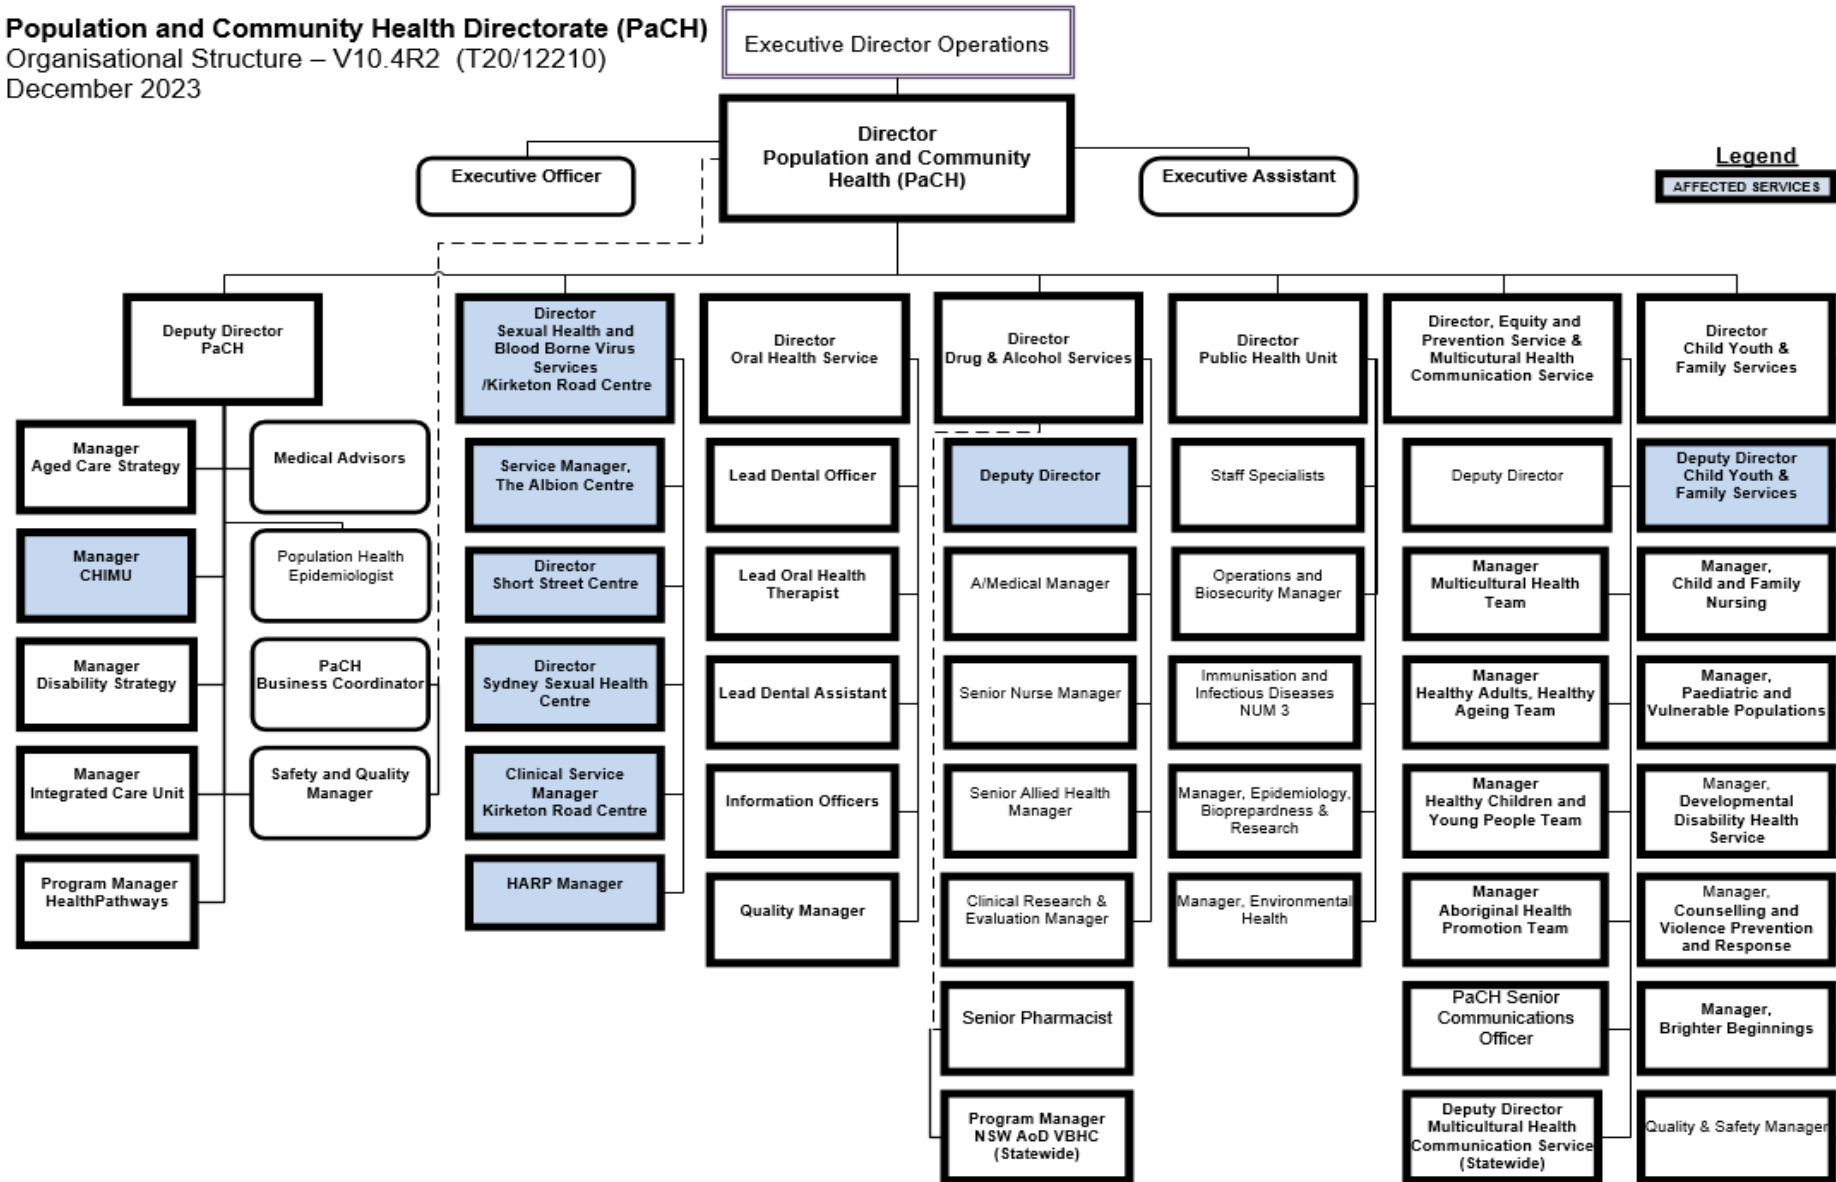 Population and Community Health Directorate (PaCH)
Organisational Structure – V10.4R2 (T20/12210)
December 2023
Executive Director Operations
Director
Population and Community
Health (PaCH)
Executive Officer
Executive Assistant
Legend
AFFECTED SERVICES
Deputy Director
PaCH
Manager
Aged Care Strategy
Medical Advisors
Manager
CHIMU
Population Health
Epidemiologist
Manager
Disability Strategy
PaCH
Business Coordinator
Manager
Integrated Care Unit
Safety and Quality
Manager
Program Manager
HealthPathways
Director
Sexual Health and
Blood Borne Virus
Services
/Kirketon Road Centre
Service Manager,
The Albion Centre
Director
Short Street Centre
Director
Sydney Sexual Health
Centre
Clinical Service
Manager
Kirketon Road Centre
HARP Manager
Director
Oral Health Service
Lead Dental Officer
Lead Oral Health
Therapist
Lead Dental Assistant
Information Officers
Quality Manager
Director
Drug & Alcohol Services
Deputy Director
A/Medical Manager
Senior Nurse Manager
Senior Allied Health
Manager
Clinical Research &
Evaluation Manager
Senior Pharmacist
Program Manager
NSW AoD VBHC
(Statewide)
Director
Public Health Unit
Staff Specialists
Operations and
Biosecurity Manager
Immunisation and
Infectious Diseases
NUM 3
Manager, Epidemiology,
Bioprepardness &
Research
Manager, Environmental
Health
Director, Equity and
Prevention Service &
Multicutural Health
Communication Service
Deputy Director
Manager
Multicultural Health
Team
Manager
Healthy Adults, Healthy
Ageing Team
Manager
Healthy Children and
Young People Team
Manager
Aboriginal Health
Promotion Team
PaCH Senior
Communications
Officer
Deputy Director
Multicultural Health
Communication Service
(Statewide)
Director
Child Youth &
Family Services
Deputy Director
Child Youth &
Family Services
Manager,
Child and Family
Nursing
Manager,
Paediatric and
Vulnerable Populations
Manager,
Developmental
Disability Health
Service
Manager,
Counselling and
Violence Prevention
and Response
Manager,
Brighter Beginnings
Quality & Safety Manager